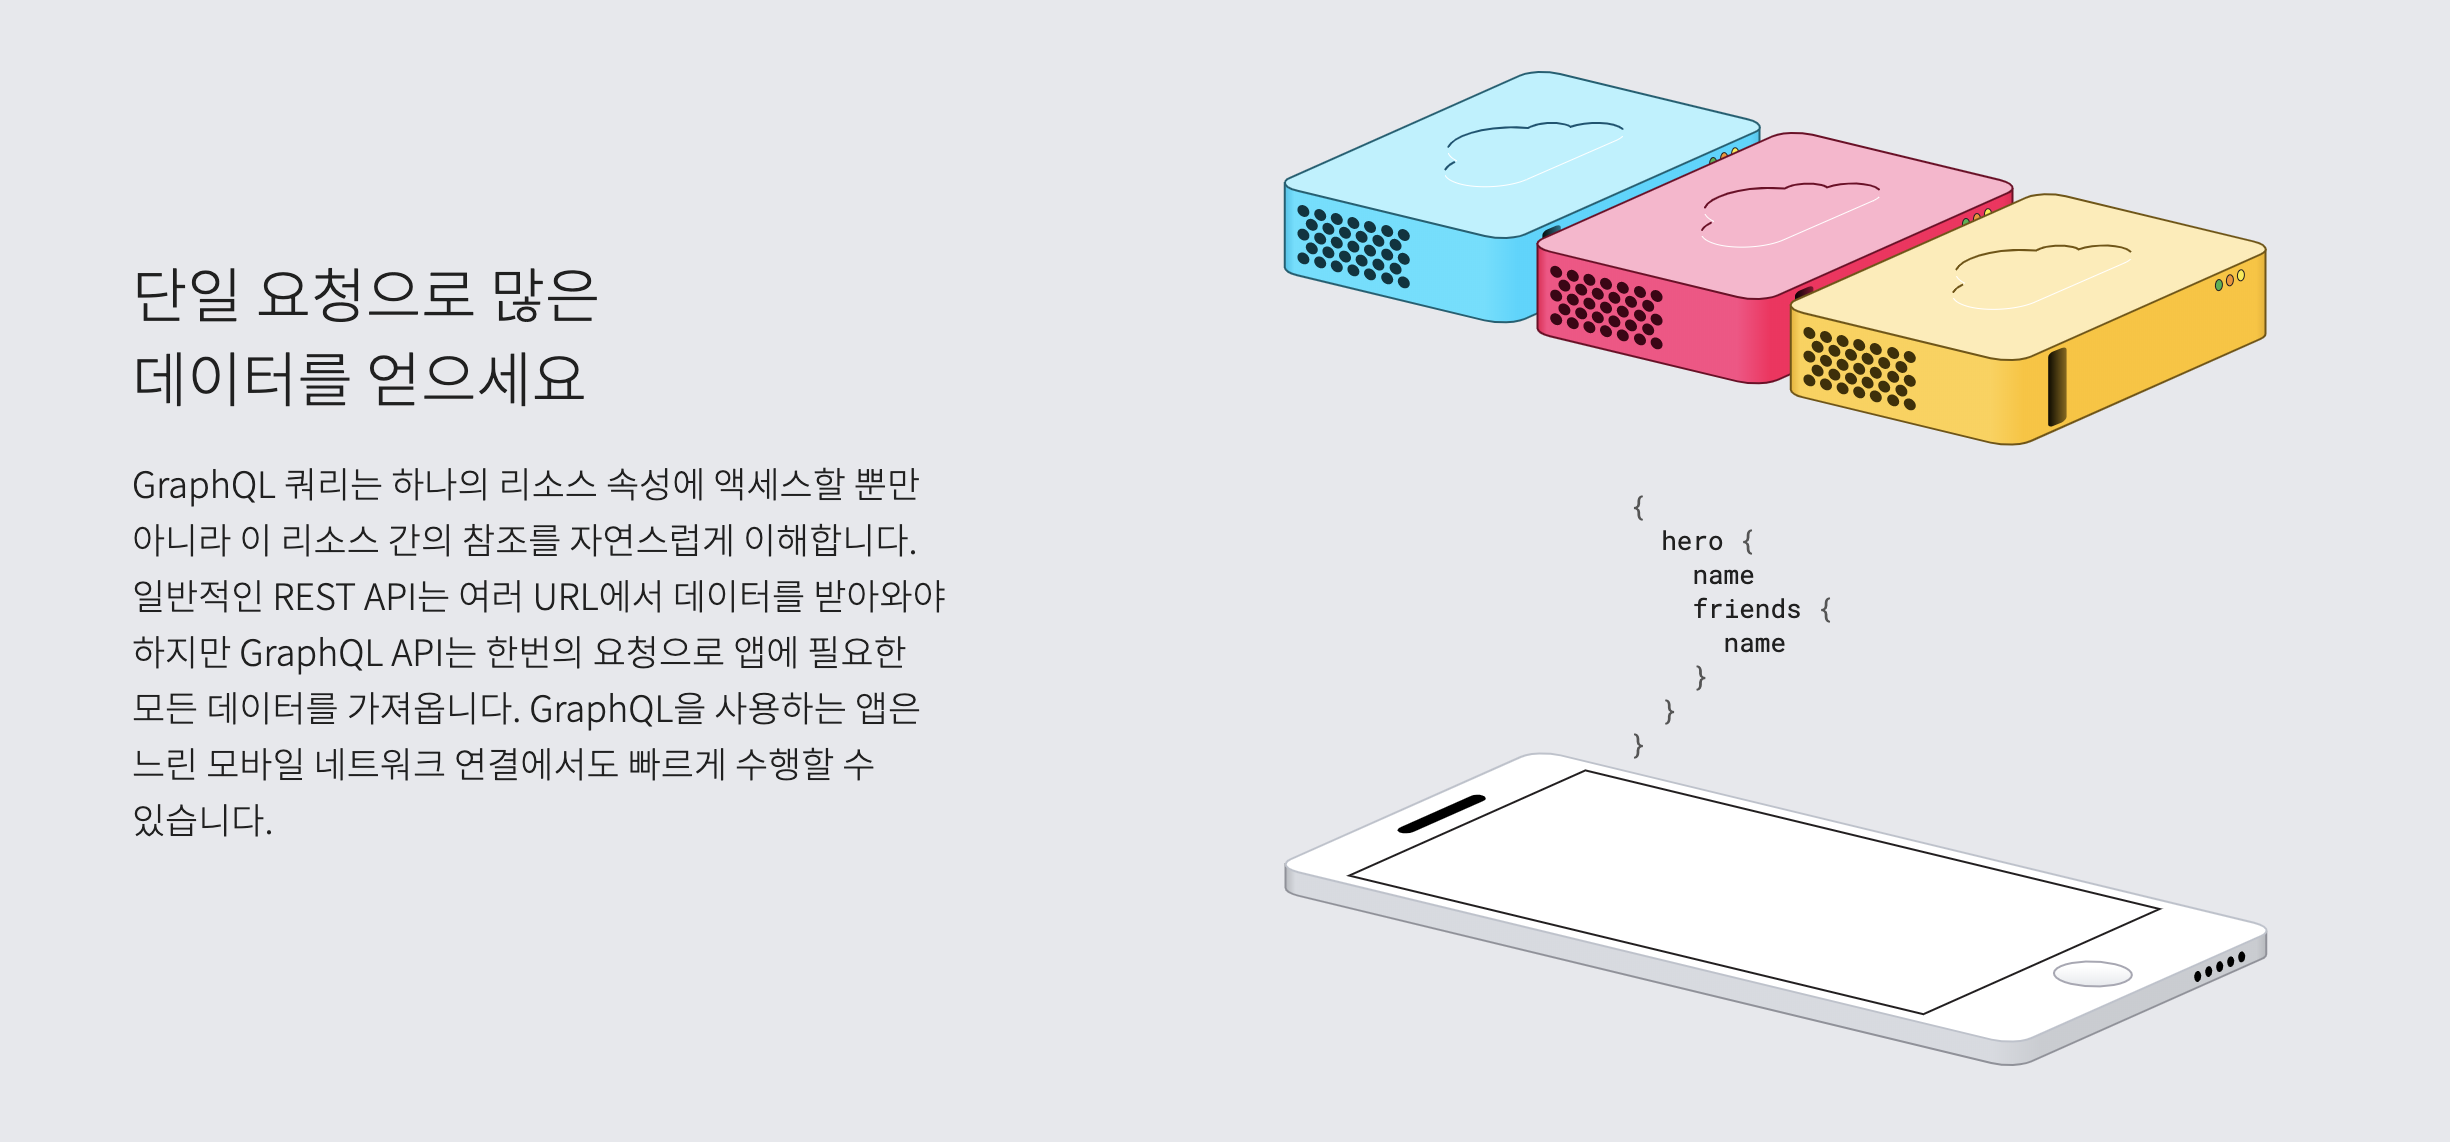 단일 요청으로 많은
데이터를 얻으세요
GraphQL 쿼리는 하나의 리소스 속성에 액세스할 뿐만
아니라 이 리소스 간의 참조를 자연스럽게 이해합니다.
일반적인 REST API는 여러 URL에서 데이터를 받아와야
하지만 GraphQL API는 한번의 요청으로 앱에 필요한
모든 데이터를 가져옵니다. GraphQL을 사용하는 앱은
느린 모바일 네트워크 연결에서도 빠르게 수행할 수
있습니다.
{
  hero {
    name
    friends {
      name
    }
  }
}